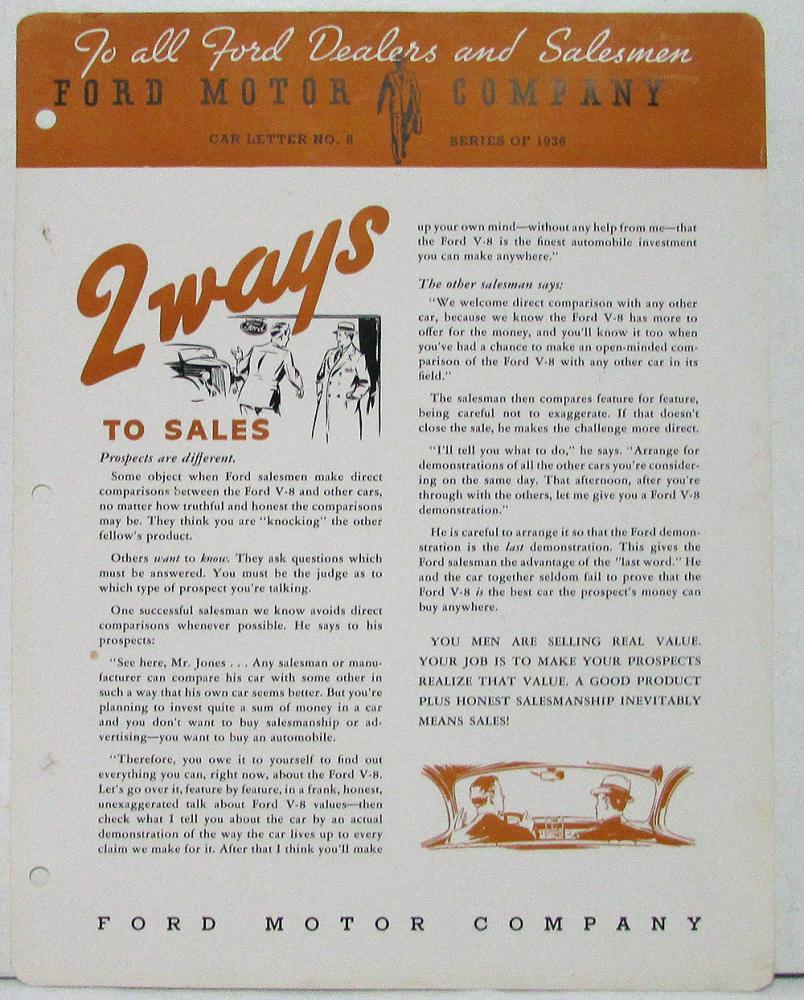 To all Ford Dealers and Salesmen
FORD MOTOR COMPANY
CAR LETTER NO. 8 SERIES OF 1936
2 ways
Ford
TO SALES
Prospects are different.
Some object when Ford salesmen make direct
comparisons between the Ford V-8 and other cars,
no matter how truthful and honest the comparisons
may be. They think you are "knocking" the other
fellow's product.
Others want to know. They ask questions which
must be answered. You must be the judge as to
which type of prospect you're talking.
One successful salesman we know avoids direct
comparisons whenever possible. He says to his
prospects:
"See here, Mr. Jones . . . Any salesman or manu-
facturer can compare his car with some other in
such a way that his own car seems better. But you're
planning to invest quite a sum of money in a car
and you don't want to buy salesmanship or ad-
vertising—you want to buy an automobile.
"Therefore, you owe it to yourself to find out
everything you can, right now, about the Ford V-8.
Let's go over it, feature by feature, in a frank, honest,
unexaggerated talk about Ford V-8 values—then
check what I tell you about the car by an actual
demonstration of the way the car lives up to every
claim we make for it. After that I think you'll make
up your own mind—without any help from me—that
the Ford V-8 is the finest automobile investment
you can make anywhere."
The other salesman says:
"We welcome direct comparison with any other
car, because we know the Ford V-8 has more to
offer for the money, and you'll know it too when
you've had a chance to make an open-minded com-
parison of the Ford V-8 with any other car in its
field."
The salesman then compares feature for feature,
being careful not to exaggerate. If that doesn't
close the sale, he makes the challenge more direct.
"I'll tell you what to do," he says. "Arrange for
demonstrations of all the other cars you're consider-
ing on the same day. That afternoon, after you're
through with the others, let me give you a Ford V-8
demonstration."
He is careful to arrange it so that the Ford demon-
stration is the last demonstration. This gives the
Ford salesman the advantage of the "last word." He
and the car together seldom fail to prove that the
Ford V-8 is the best car the prospect's money can
buy anywhere.
YOU MEN ARE SELLING REAL VALUE.
YOUR JOB IS TO MAKE YOUR PROSPECTS
REALIZE THAT VALUE. A GOOD PRODUCT
PLUS HONEST SALESMANSHIP INEVITABLY
MEANS SALES!
FORD MOTOR COMPANY